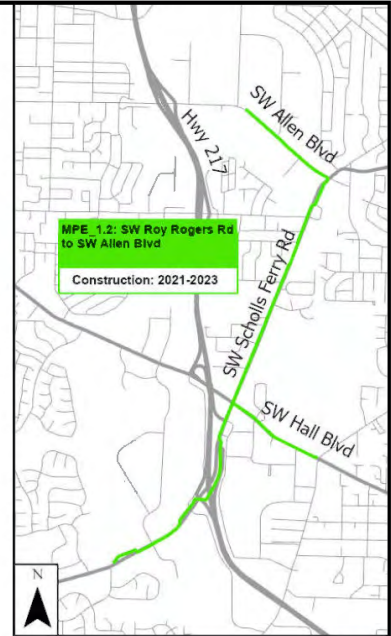 SW Allen Blvd
Hwy 217
MPE_1.2: SW Roy Rogers Rd
to SW Allen Blvd
Construction: 2021-2023
SW Scholls Ferry Rd
SW Hall Blvd
N